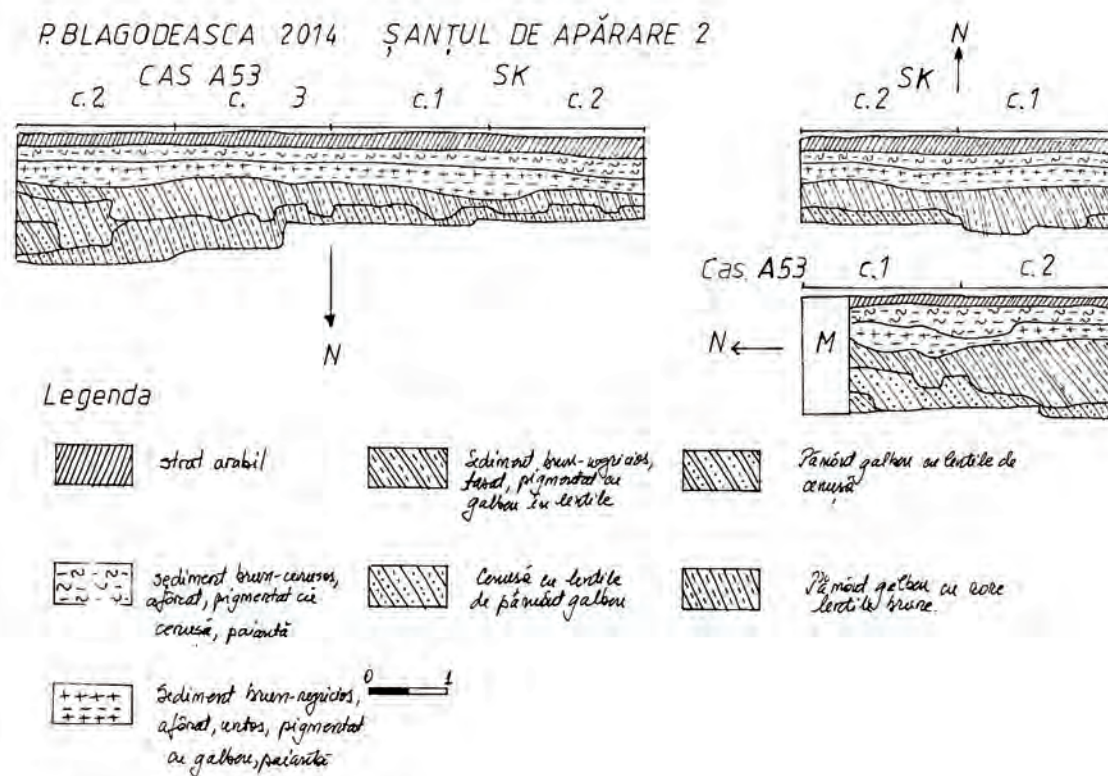 P. BLAGODEASCA 2014 ȘANȚUL DE APĂRARE 2
CAS A53 SK
c.2 c. 3 c.1 c.2
N
N
SK
c.2 c.1
Cas. A53 c.1 c.2
N
M
Legenda
strat arabil
Sediment brun-cenușos,
afânat, pigmentat cu
cenușă, paiantă
Sediment brun-negricios,
afânat, untos, pigmentat
cu galben, paiantă
Sediment brun-negricios,
tasat, pigmentat cu
galben în lentile
Cenușă cu lentile
de pământ galben
0 1
Pământ galben cu lentile de
cenușă
Pământ galben cu rare
lentile brune.